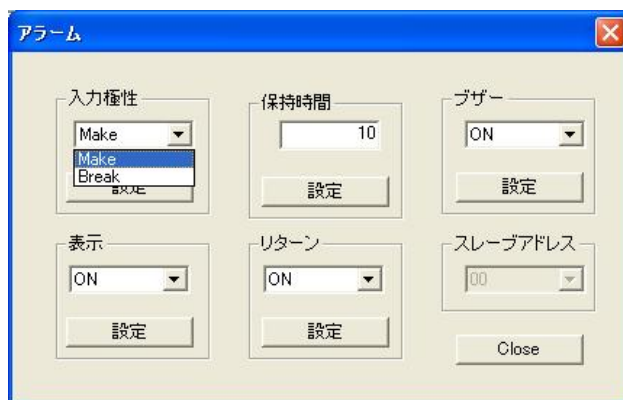 アラーム
入力極性
Make
Make
Break
設定
保持時間
10
設定
ブザー
ON
設定
表示
ON
設定
リターン
ON
設定
スレーブアドレス
00
Close